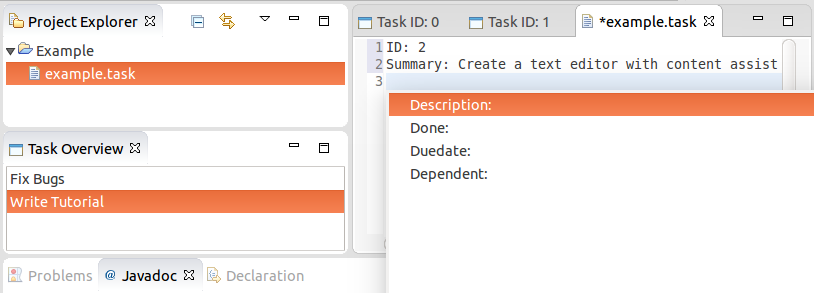 Project Explorer
Example
example.task
Task Overview
Fix Bugs
Write Tutorial
Problems @ Javadoc Declaration
Task ID: 0 Task ID: 1 *example.task
1 ID: 2
2 Summary: Create a text editor with content assist
3
Description:
Done:
Duedate:
Dependent: